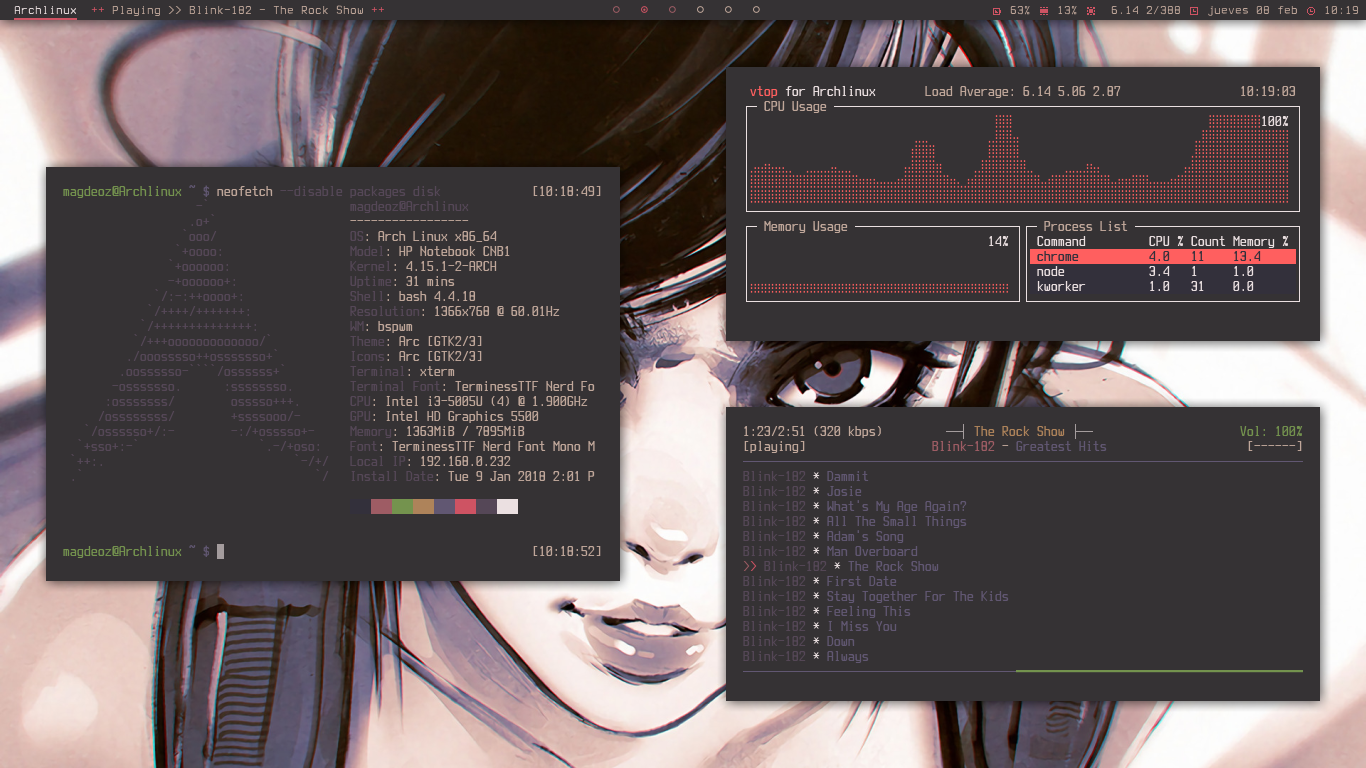 Archlinux ++ Playing >> Blink-182 - The Rock Show ++ 63% 13% 6.14 2/388 jueves 08 feb 10:19
magdeoz@Archlinux ~ $ neofetch --disable packages disk [10:18:49]
magdeoz@Archlinux
-----------------
OS: Arch Linux x86_64
Model: HP Notebook CNB1
Kernel: 4.15.1-2-ARCH
Uptime: 31 mins
Shell: bash 4.4.18
Resolution: 1366x768 @ 60.01Hz
WM: bspwm
Theme: Arc [GTK2/3]
Icons: Arc [GTK2/3]
Terminal: xterm
Terminal Font: TerminessTTF Nerd Fo
CPU: Intel i3-5005U (4) @ 1.900GHz
GPU: Intel HD Graphics 5500
Memory: 1363MiB / 7895MiB
Font: TerminessTTF Nerd Font Mono M
Local IP: 192.168.0.232
Install Date: Tue 9 Jan 2018 2:01 P
magdeoz@Archlinux ~ $ [10:18:52]
vtop for Archlinux Load Average: 6.14 5.06 2.87 10:19:03
CPU Usage
100%
Memory Usage
14%
Process List
Command CPU % Count Memory %
chrome 4.0 11 13.4
node 3.4 1 1.0
kworker 1.0 31 0.0
1:23/2:51 (320 kbps) ──┤ The Rock Show ├── Vol: 100%
[playing] Blink-182 - Greatest Hits [------]
Blink-182 * Dammit
Blink-182 * Josie
Blink-182 * What's My Age Again?
Blink-182 * All The Small Things
Blink-182 * Adam's Song
Blink-182 * Man Overboard
>> Blink-182 * The Rock Show
Blink-182 * First Date
Blink-182 * Stay Together For The Kids
Blink-182 * Feeling This
Blink-182 * I Miss You
Blink-182 * Down
Blink-182 * Always